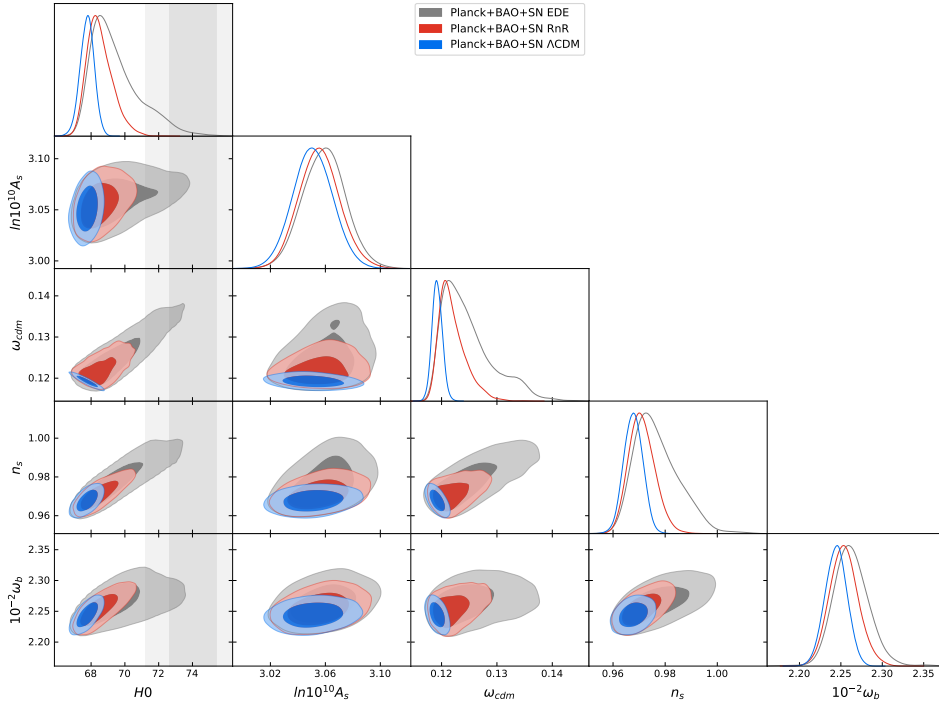 Planck+BAO+SN EDE
Planck+BAO+SN RnR
Planck+BAO+SN ΛCDM
3.10
3.05
3.00
ln10¹⁰Aₛ
0.14
0.13
0.12
ω_cdm
1.00
0.98
0.96
n_s
2.35
2.30
2.25
2.20
10⁻²ω_b
68 70 72 74
3.02 3.06 3.10
0.12 0.13 0.14
0.96 0.98 1.00
2.20 2.25 2.30 2.35
H0 ln10¹⁰Aₛ ω_cdm n_s 10⁻²ω_b